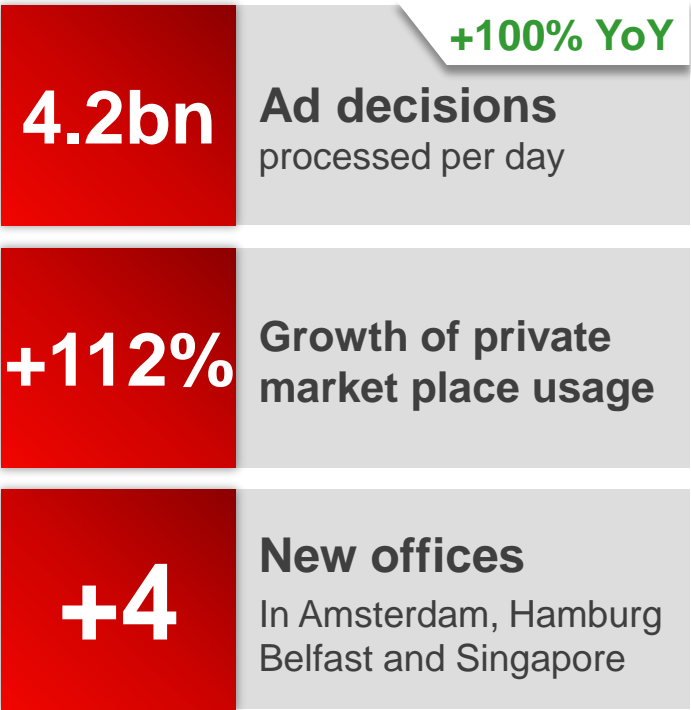 +100% YoY
4.2bn
Ad decisions
processed per day
+112%
Growth of private
market place usage
+4
New offices
In Amsterdam, Hamburg
Belfast and Singapore